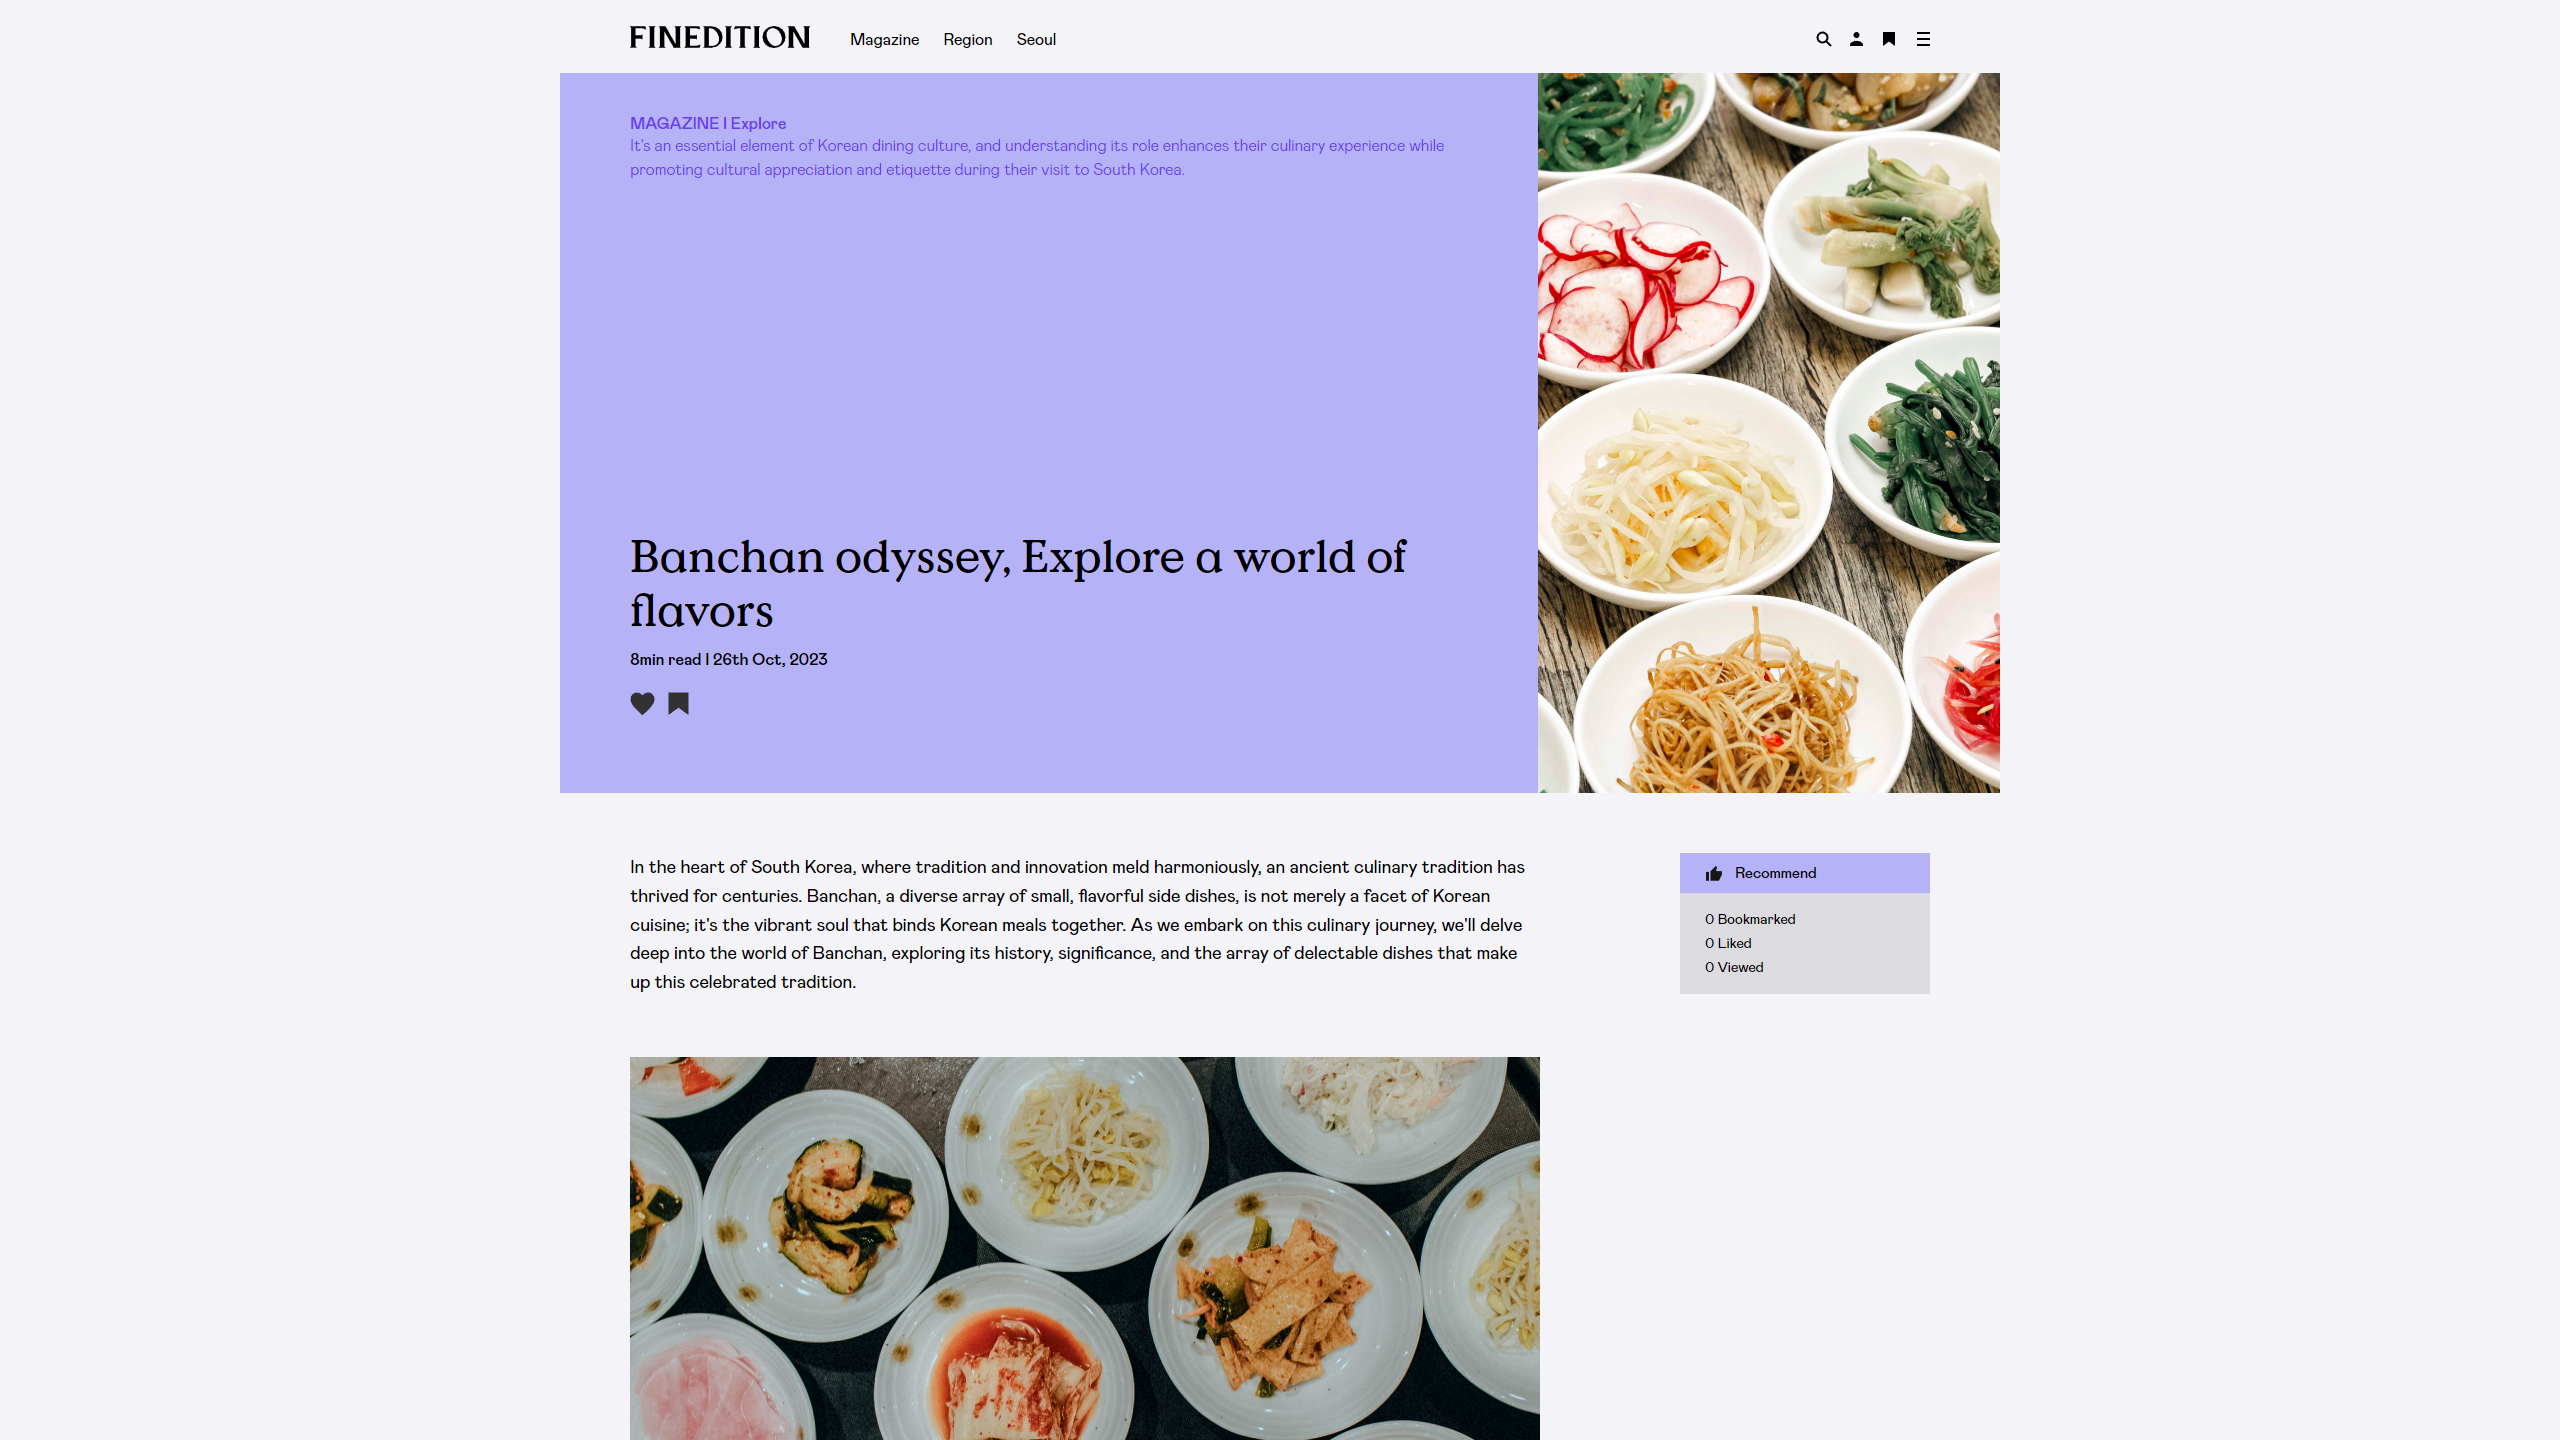 FINEDITION
Magazine
Region
Seoul
MAGAZINE I Explore
It's an essential element of Korean dining culture, and understanding its role enhances their culinary experience while
promoting cultural appreciation and etiquette during their visit to South Korea.
Banchan odyssey, Explore a world of
flavors
8min read I 26th Oct, 2023
In the heart of South Korea, where tradition and innovation meld harmoniously, an ancient culinary tradition has
thrived for centuries. Banchan, a diverse array of small, flavorful side dishes, is not merely a facet of Korean
cuisine; it's the vibrant soul that binds Korean meals together. As we embark on this culinary journey, we'll delve
deep into the world of Banchan, exploring its history, significance, and the array of delectable dishes that make
up this celebrated tradition.
Recommend
0 Bookmarked
0 Liked
0 Viewed